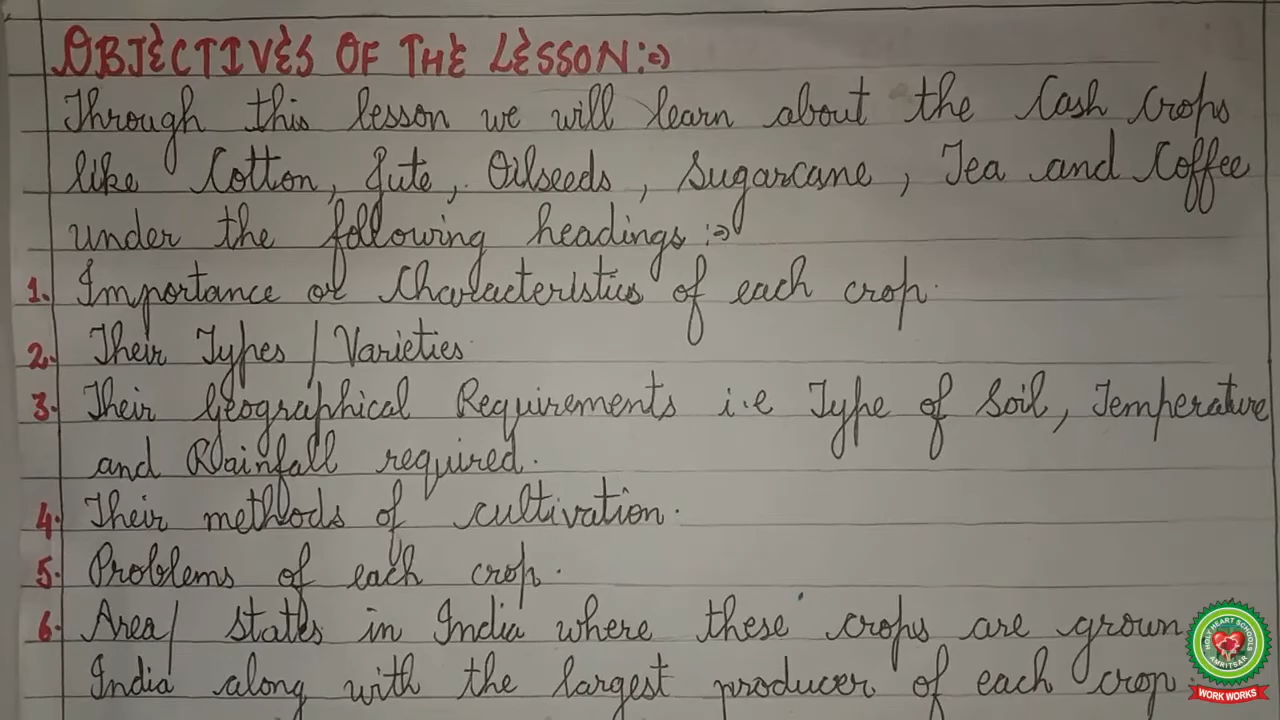 OBJECTIVES OF THE LESSON:⇒
Through this lesson we will learn about the Cash Crops
like Cotton, Jute, Oilseeds, Sugarcane, Tea and Coffee
under the following headings:⇒
1. Importance or Characteristics of each crop.
2. Their Types / Varieties
3. Their Geographical Requirements i.e Type of Soil, Temperature
and Rainfall required.
4. Their methods of cultivation.
5. Problems of each crop.
6. Area/ states in India where these crops are grown
India along with the largest producer of each crop.
HOLY HEART SCHOOLS
AMRITSAR
WORK WORKS